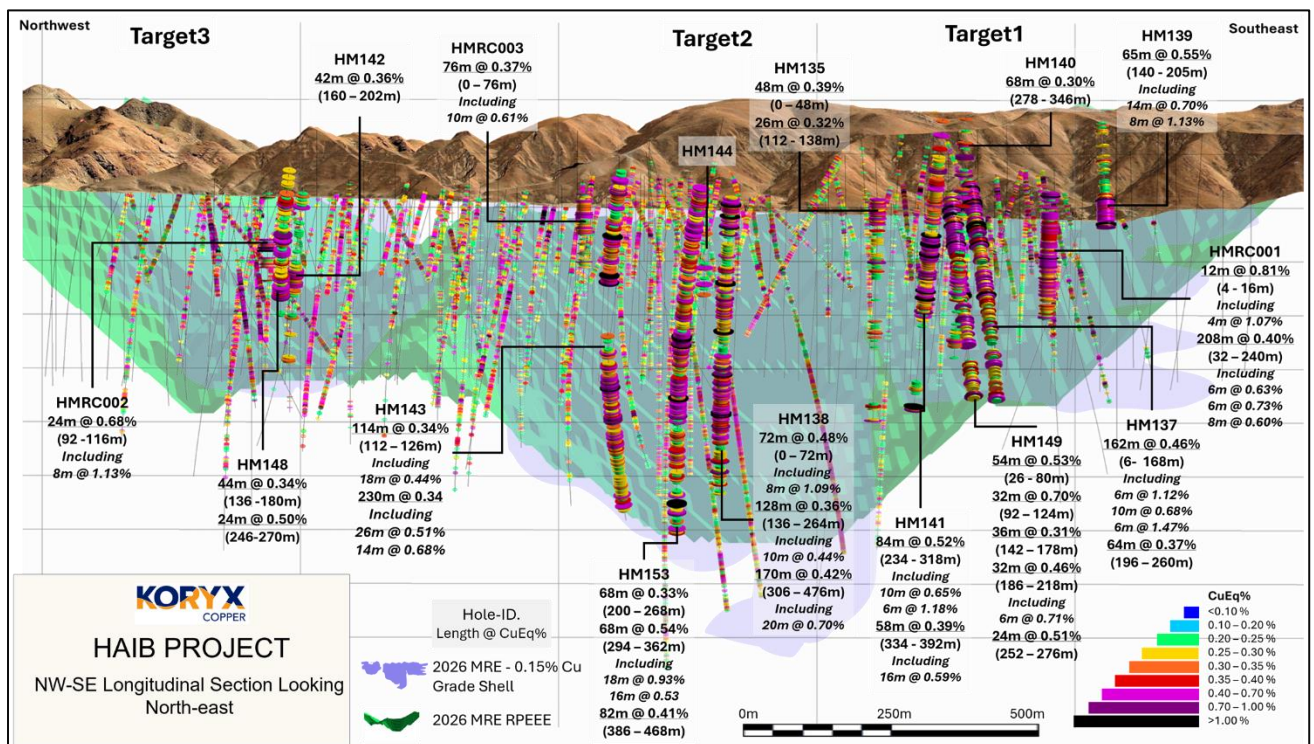 Northwest
Target3
Target2
Target1
Southeast
HM142
42m @ 0.36%
(160 – 202m)
HMRC003
76m @ 0.37%
(0 – 76m)
Including
10m @ 0.61%
HM144
HM135
48m @ 0.39%
(0 – 48m)
26m @ 0.32%
(112 – 138m)
HM140
68m @ 0.30%
(278 - 346m)
HM139
65m @ 0.55%
(140 - 205m)
Including
14m @ 0.70%
8m @ 1.13%
HMRC001
12m @ 0.81%
(4 - 16m)
Including
4m @ 1.07%
208m @ 0.40%
(32 – 240m)
Including
6m @ 0.63%
6m @ 0.73%
8m @ 0.60%
HMRC002
24m @ 0.68%
(92 -116m)
Including
8m @ 1.13%
HM148
44m @ 0.34%
(136 -180m)
24m @ 0.50%
(246-270m)
HM143
114m @ 0.34%
(112 – 126m)
Including
18m @ 0.44%
230m @ 0.34
Including
26m @ 0.51%
14m @ 0.68%
HM153
68m @ 0.33%
(200 – 268m)
68m @ 0.54%
(294 – 362m)
Including
18m @ 0.93%
16m @ 0.53
82m @ 0.41%
(386 – 468m)
HM138
72m @ 0.48%
(0 – 72m)
Including
8m @ 1.09%
128m @ 0.36%
(136 – 264m)
Including
10m @ 0.44%
170m @ 0.42%
(306 – 476m)
Including
20m @ 0.70%
HM141
84m @ 0.52%
(234 - 318m)
Including
10m @ 0.65%
6m @ 1.18%
58m @ 0.39%
(334 – 392m)
Including
16m @ 0.59%
HM149
54m @ 0.53%
(26 – 80m)
32m @ 0.70%
(92 – 124m)
36m @ 0.31%
(142 – 178m)
32m @ 0.46%
(186 – 218m)
Including
6m @ 0.71%
24m @ 0.51%
(252 – 276m)
HM137
162m @ 0.46%
(6- 168m)
Including
6m @ 1.12%
10m @ 0.68%
6m @ 1.47%
64m @ 0.37%
(196 – 260m)
KORYX
COPPER
HAIB PROJECT
NW-SE Longitudinal Section Looking
North-east
Hole-ID.
Length @ CuEq%
2026 MRE - 0.15% Cu
Grade Shell
2026 MRE RPEEE
0m
250m
500m
CuEq%
<0.10 %
0.10 – 0.20%
0.20 – 0.25%
0.25 – 0.30%
0.30 – 0.35%
0.35 – 0.40%
0.40 – 0.70%
0.70 – 1.00 %
>1.00 %